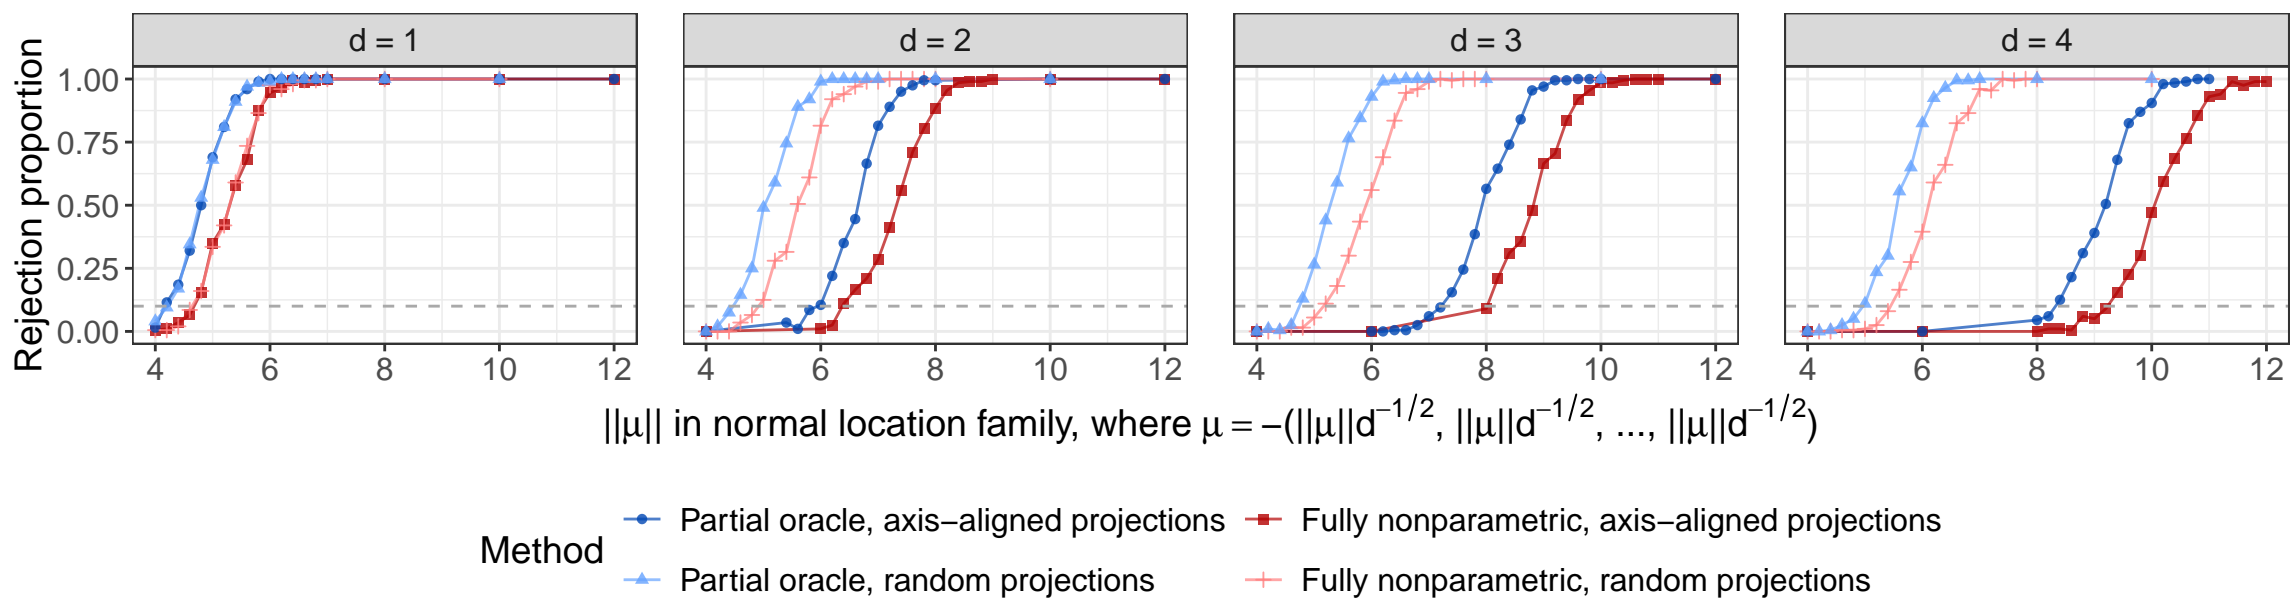 d = 1
d = 2
d = 3
d = 4
Rejection proportion
1.00
0.75
0.50
0.25
0.00
4 6 8 10 12
4 6 8 10 12
4 6 8 10 12
4 6 8 10 12
||μ|| in normal location family, where μ = −(||μ||d^−1/2, ||μ||d^−1/2, ..., ||μ||d^−1/2)
Method
Partial oracle, axis−aligned projections
Partial oracle, random projections
Fully nonparametric, axis−aligned projections
Fully nonparametric, random projections